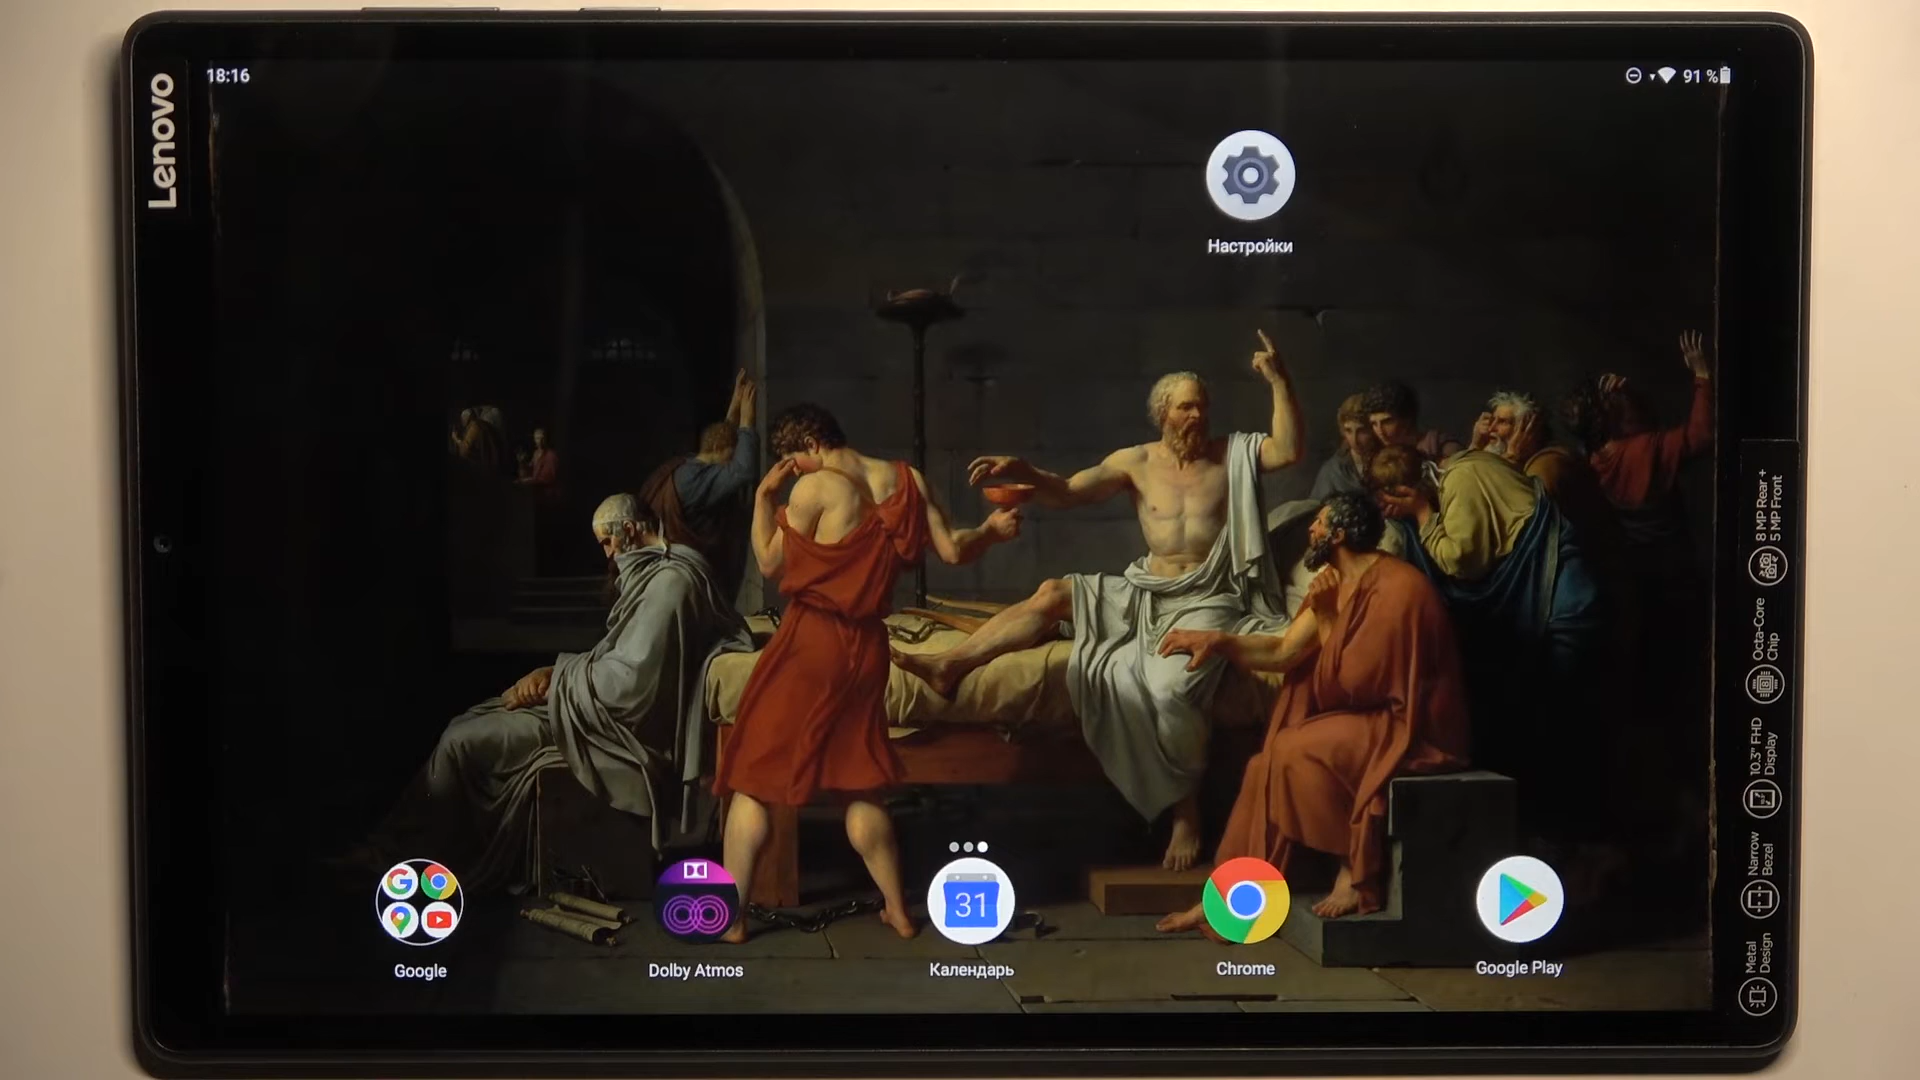 Lenovo
18:16
91 %
Настройки
31
Google
Dolby Atmos
Календарь
Chrome
Google Play
8 MP Rear +
5 MP Front
Octa-Core
Chip
10.3" FHD
Display
Narrow
Bezel
Metal
Design